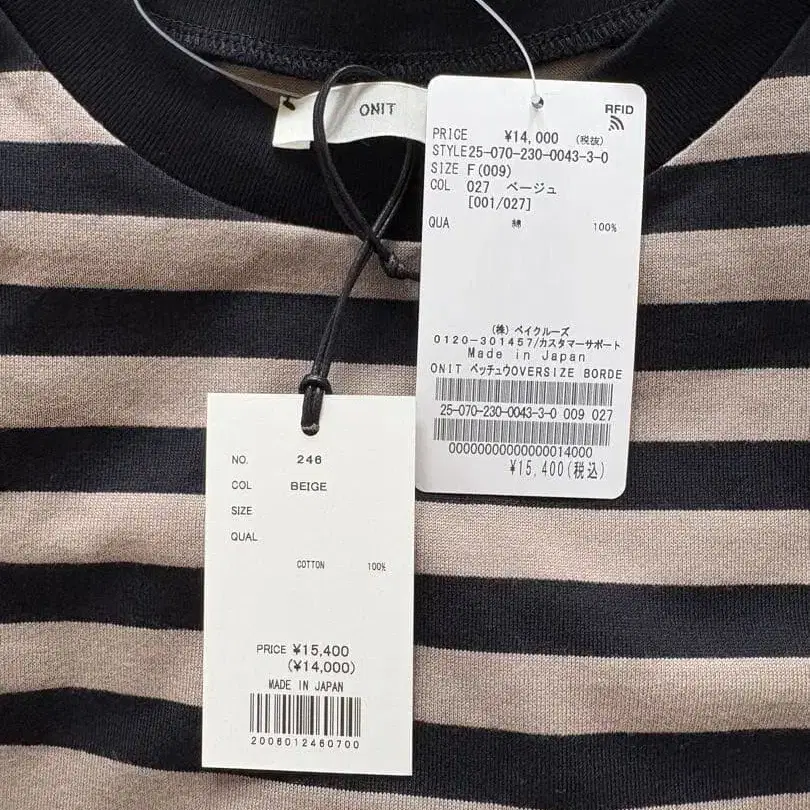 ONIT
RFID
PRICE ¥14,000 (税抜)
STYLE25-070-230-0043-3-0
SIZE F(009)
COL 027 ベージュ
[001/027]
QUA 綿 100%
(株) ベイクルーズ
0120-301457/カスタマーサポート
Made in Japan
ONIT ベッチュウOVERSIZE BORDE
25-070-230-0043-3-0 009 027
00000000000000014000
¥15,400(税込)
NO. 246
COL BEIGE
SIZE
QUAL
COTTON 100%
PRICE ¥15,400
(¥14,000)
MADE IN JAPAN
2006012460700